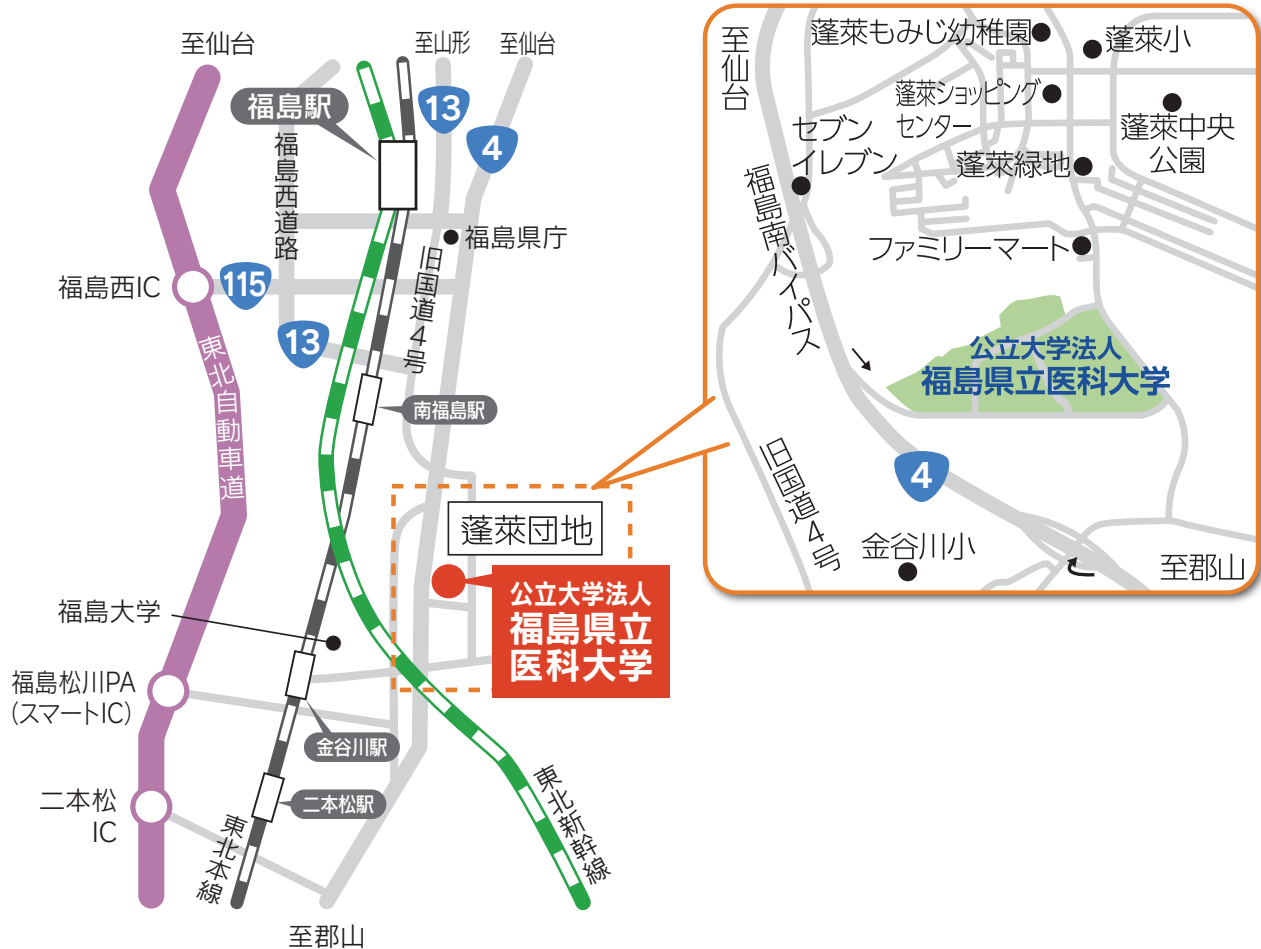 至仙台
至山形
至仙台
福島駅
13
4
福島西道路
福島県庁
旧国道4号
福島西IC
115
13
東北自動車道
南福島駅
蓬萊団地
公立大学法人
福島県立
医科大学
福島大学
福島松川PA
(スマートIC)
金谷川駅
二本松
IC
二本松駅
東北本線
東北新幹線
至郡山
至仙台
蓬萊もみじ幼稚園
蓬萊小
蓬萊ショッピング
センター
蓬萊中央
公園
セブン
イレブン
蓬萊緑地
福島南バイパス
ファミリーマート
公立大学法人
福島県立医科大学
旧国道4号
4
金谷川小
至郡山